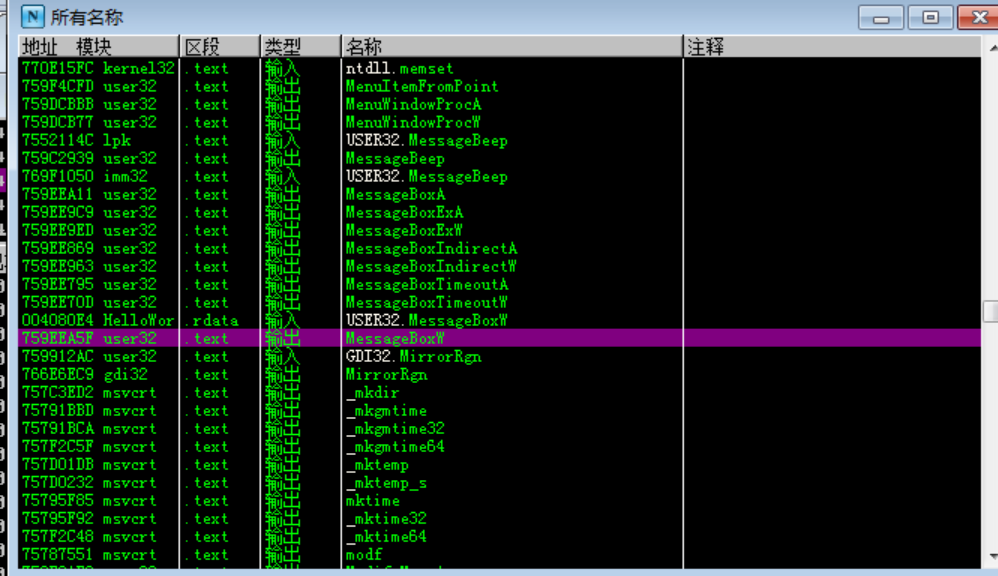 N 所有名称
地址 模块 区段 类型 名称 注释
770E15FC kernel32 .text 输入 ntdll.memset
759F4CFD user32 .text 输出 MenuItemFromPoint
759DCBBB user32 .text 输出 MenuWindowProcA
759DCB77 user32 .text 输出 MenuWindowProcW
7552114C lpk .text 输入 USER32.MessageBeep
759C2939 user32 .text 输出 MessageBeep
769F1050 imm32 .text 输入 USER32.MessageBeep
759EEA11 user32 .text 输出 MessageBoxA
759EE9C9 user32 .text 输出 MessageBoxExA
759EE9ED user32 .text 输出 MessageBoxExW
759EE869 user32 .text 输出 MessageBoxIndirectA
759EE963 user32 .text 输出 MessageBoxIndirectW
759EE795 user32 .text 输出 MessageBoxTimeoutA
759EE70D user32 .text 输出 MessageBoxTimeoutW
004080E4 HelloWor .rdata 输入 USER32.MessageBoxW
759EEA5F user32 .text 输出 MessageBoxW
759912AC user32 .text 输入 GDI32.MirrorRgn
766E6EC9 gdi32 .text 输出 MirrorRgn
757C3ED2 msvcrt .text 输出 _mkdir
75791BBD msvcrt .text 输出 _mkgmtime
75791BCA msvcrt .text 输出 _mkgmtime32
757F2C5F msvcrt .text 输出 _mkgmtime64
757D01DB msvcrt .text 输出 _mktemp
757D0232 msvcrt .text 输出 _mktemp_s
75795F85 msvcrt .text 输出 mktime
75795F92 msvcrt .text 输出 _mktime32
757F2C48 msvcrt .text 输出 _mktime64
75787551 msvcrt .text 输出 modf